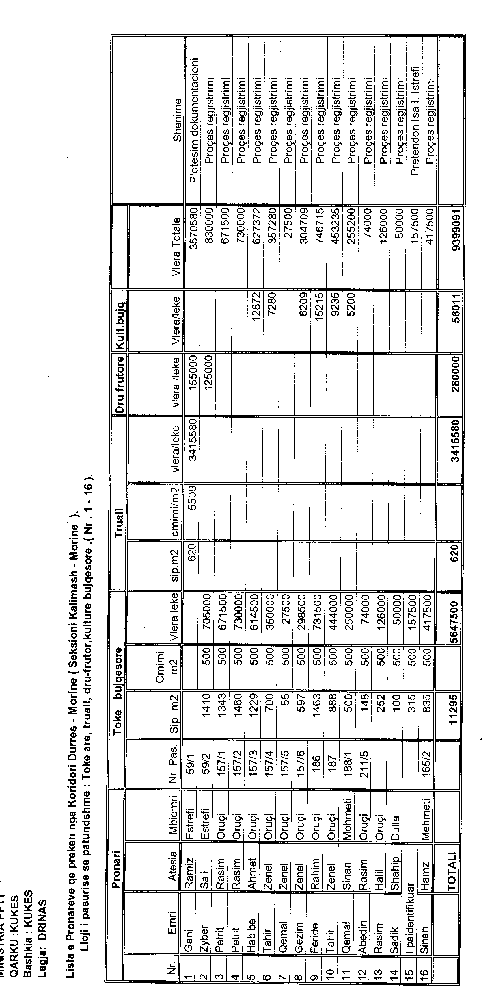 MINISTRIA PPTT
QARKU :KUKES
Bashkia : KUKES
Lagja: DRINAS
Lista e Pronareve qe preken nga Koridori Durres - Morine ( Seksioni Kalimash - Morine ).
Lloji i pasurise se patundshme : Toke are, truall, dru-frutor,kulture bujqesore .( Nr . 1 - 16 ).
Pronari Toke bujqesore Truall Dru frutore Kult.bujq
Nr. Emri Atesia Mbiemri Nr. Pas. Sip. m2 Cmimi m2 Vlera leke sip.m2 cmimi/m2 vlera/leke vlera /leke Vlera/leke Vlera Totale Shenime
1 Gani Ramiz Estrefi 59/1 620 5509 3415580 155000 3570580 Plotësim dokumentacioni
2 Zyber Sali Estrefi 59/2 1410 500 705000 125000 830000 Proçes regjistrimi
3 Petrit Rasim Oruçi 157/1 1343 500 671500 671500 Proçes regjistrimi
4 Petrit Rasim Oruçi 157/2 1460 500 730000 730000 Proçes regjistrimi
5 Habibe Ahmet Oruçi 157/3 1229 500 614500 12872 627372 Proçes regjistrimi
6 Tahir Zenel Oruçi 157/4 700 500 350000 7280 357280 Proçes regjistrimi
7 Qemal Zenel Oruçi 157/5 55 500 27500 27500 Proçes regjistrimi
8 Gezim Zenel Oruçi 157/6 597 500 298500 6209 304709 Proçes regjistrimi
9 Feride Rahim Oruçi 186 1463 500 731500 15215 746715 Proçes regjistrimi
10 Tahir Zenel Oruçi 187 888 500 444000 9235 453235 Proçes regjistrimi
11 Qemal Sinan Mehmeti 188/1 500 500 250000 5200 255200 Proçes regjistrimi
12 Abedin Rasim Oruçi 211/5 148 500 74000 74000 Proçes regjistrimi
13 Rasim Halil Oruçi 252 500 126000 126000 Proçes regjistrimi
14 Sadik Shahip Dulla 100 500 50000 50000 Proçes regjistrimi
15 I paidentifikuar 315 500 157500 157500 Pretendon Isa I. Istrefi
16 Sinan Hamz Mehmeti 165/2 835 500 417500 417500 Proçes regjistrimi
TOTALI 11295 5647500 620 3415580 280000 56011 9399091